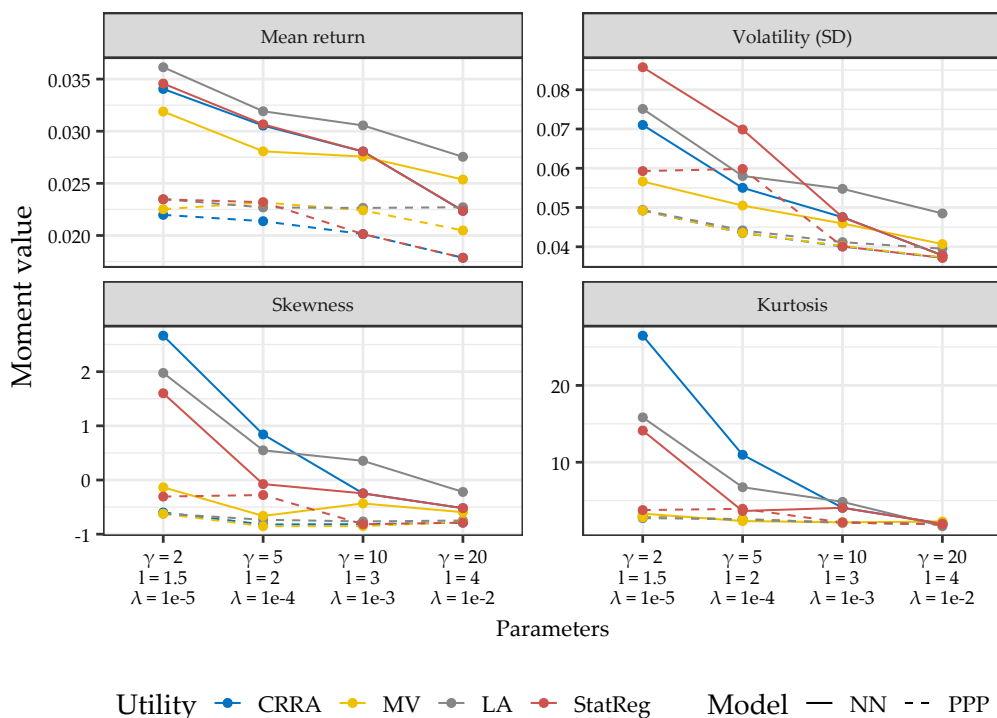 Mean return
Volatility (SD)
0.035
0.030
0.025
0.020
0.08
0.07
0.06
0.05
0.04
Moment value
Skewness
Kurtosis
2
1
0
-1
20
10
γ = 2
l = 1.5
λ = 1e-5
γ = 5
l = 2
λ = 1e-4
γ = 10
l = 3
λ = 1e-3
γ = 20
l = 4
λ = 1e-2
γ = 2
l = 1.5
λ = 1e-5
γ = 5
l = 2
λ = 1e-4
γ = 10
l = 3
λ = 1e-3
γ = 20
l = 4
λ = 1e-2
Parameters
Utility CRRA MV LA StatReg Model NN PPP